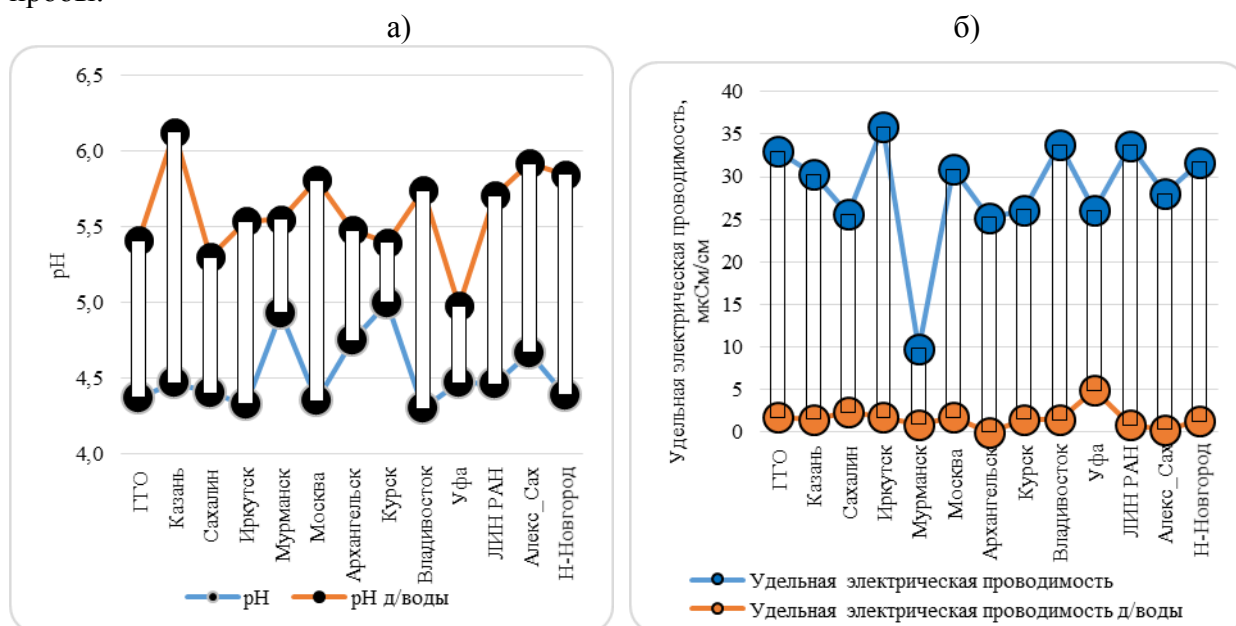 а)
б)
6,5
6,0
5,5
5,0
4,5
4,0
pH
ГГО
Казань
Сахалин
Иркутск
Мурманск
Москва
Архангельск
Курск
Владивосток
Уфа
ЛИН РАН
Алекс_Сах
Н-Новгород
pH
pH д/воды
40
35
30
25
20
15
10
5
0
Удельная электрическая проводимость,
мкСм/см
ГГО
Казань
Сахалин
Иркутск
Мурманск
Москва
Архангельск
Курск
Владивосток
Уфа
ЛИН РАН
Алекс_Сах
Н-Новгород
Удельная электрическая проводимость
Удельная электрическая проводимость д/воды